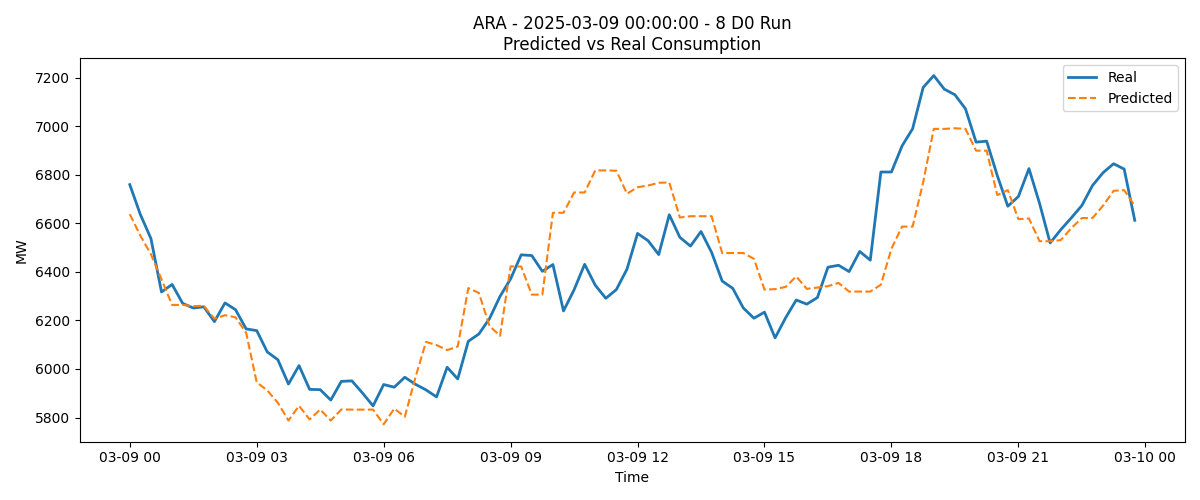 ARA - 2025-03-09 00:00:00 - 8 D0 Run
Predicted vs Real Consumption
Real
Predicted
MW
7200
7000
6800
6600
6400
6200
6000
5800
03-09 00
03-09 03
03-09 06
03-09 09
03-09 12
03-09 15
03-09 18
03-09 21
03-10 00
Time